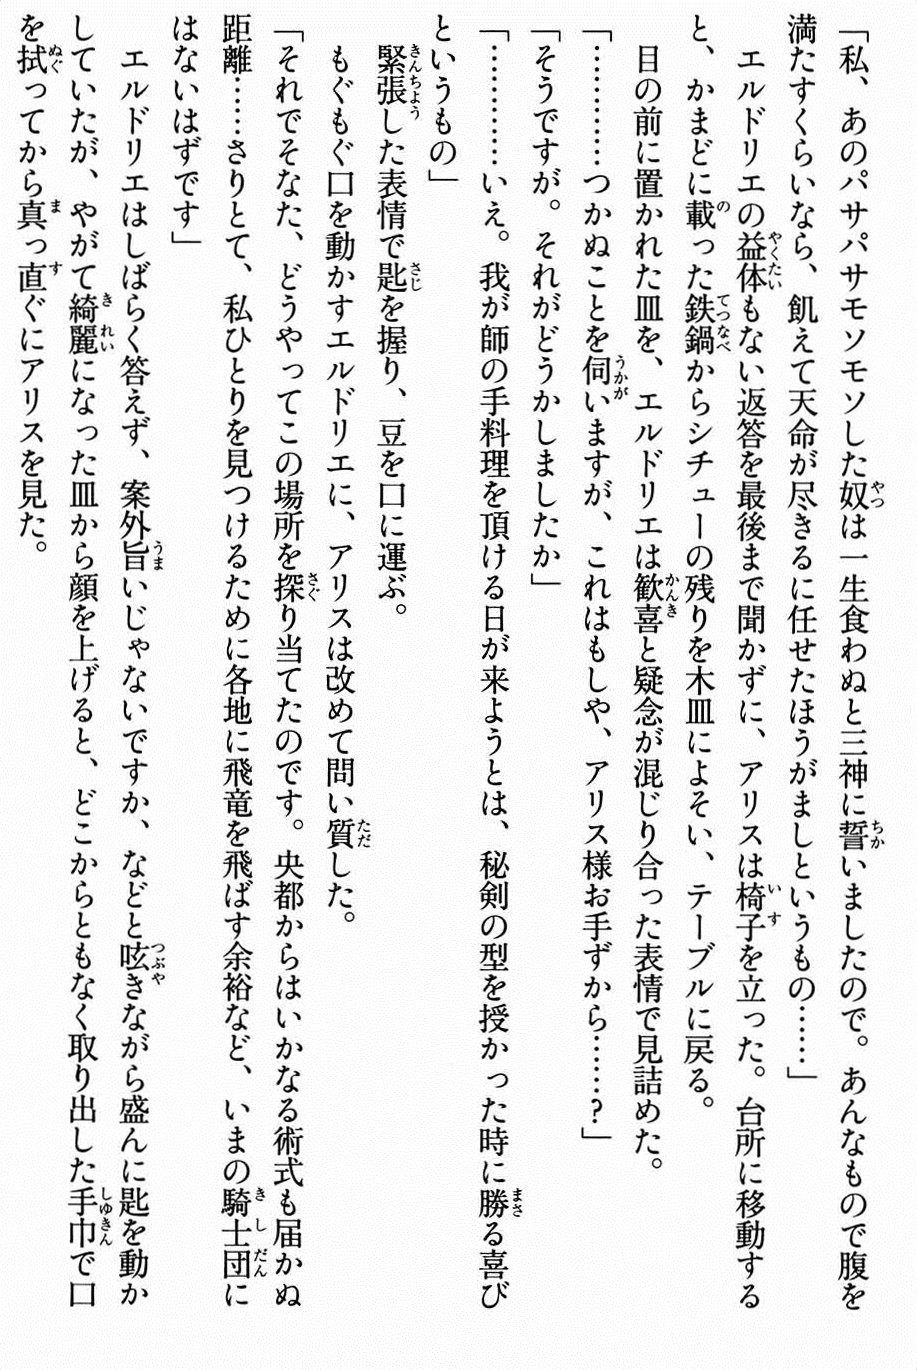 「私、あのパサパサモソモソした奴は一生食わぬと三神に誓いましたので。あんなもので腹を
満たすくらいなら、飢えて天命が尽きるに任せたほうがましというもの……」
　エルドリエの益体もない返答を最後まで聞かずに、アリスは椅子を立った。台所に移動する
と、かまどに載った鉄鍋からシチューの残りを木皿によそい、テーブルに戻る。
　目の前に置かれた皿を、エルドリエは歓喜と疑念が混じり合った表情で見詰めた。
「…………つかぬことを伺いますが、これはもしや、アリス様お手ずから……？」
「そうですが。それがどうかしましたか」
「…………いえ。我が師の手料理を頂ける日が来ようとは、秘剣の型を授かった時に勝る喜び
というもの」
　緊張した表情で匙を握り、豆を口に運ぶ。
　もぐもぐ口を動かすエルドリエに、アリスは改めて問い質した。
「それでそなた、どうやってこの場所を探り当てたのです。央都からはいかなる術式も届かぬ
距離……さりとて、私ひとりを見つけるために各地に飛竜を飛ばす余裕など、いまの騎士団に
はないはずです」
　エルドリエはしばらく答えず、案外旨いじゃないですか、などと呟きながら盛んに匙を動か
していたが、やがて綺麗になった皿から顔を上げると、どこからともなく取り出した手巾で口
を拭ってから真っ直ぐにアリスを見た。